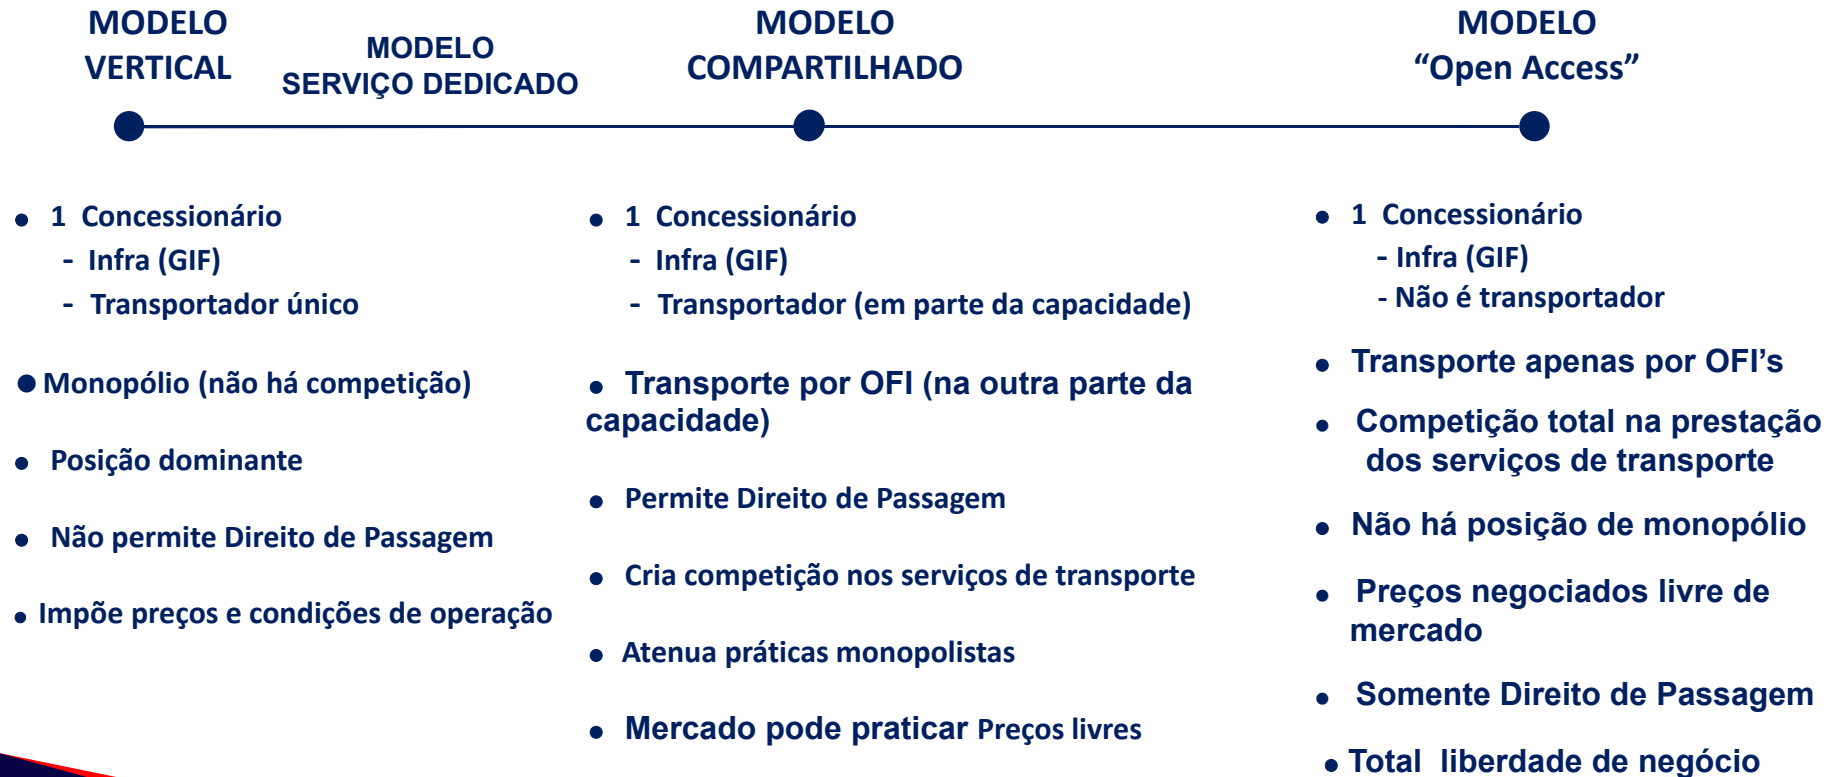 MODELO
VERTICAL
MODELO
SERVIÇO DEDICADO
MODELO
COMPARTILHADO
MODELO
“Open Access”
● 1 Concessionário
- Infra (GIF)
- Transportador único
● Monopólio (não há competição)
● Posição dominante
● Não permite Direito de Passagem
● Impõe preços e condições de operação
● 1 Concessionário
- Infra (GIF)
- Transportador (em parte da capacidade)
● Transporte por OFI (na outra parte da
capacidade)
● Permite Direito de Passagem
● Cria competição nos serviços de transporte
● Atenua práticas monopolistas
● Mercado pode praticar Preços livres
● 1 Concessionário
- Infra (GIF)
- Não é transportador
● Transporte apenas por OFI’s
● Competição total na prestação
dos serviços de transporte
● Não há posição de monopólio
● Preços negociados livre de
mercado
● Somente Direito de Passagem
● Total liberdade de negócio